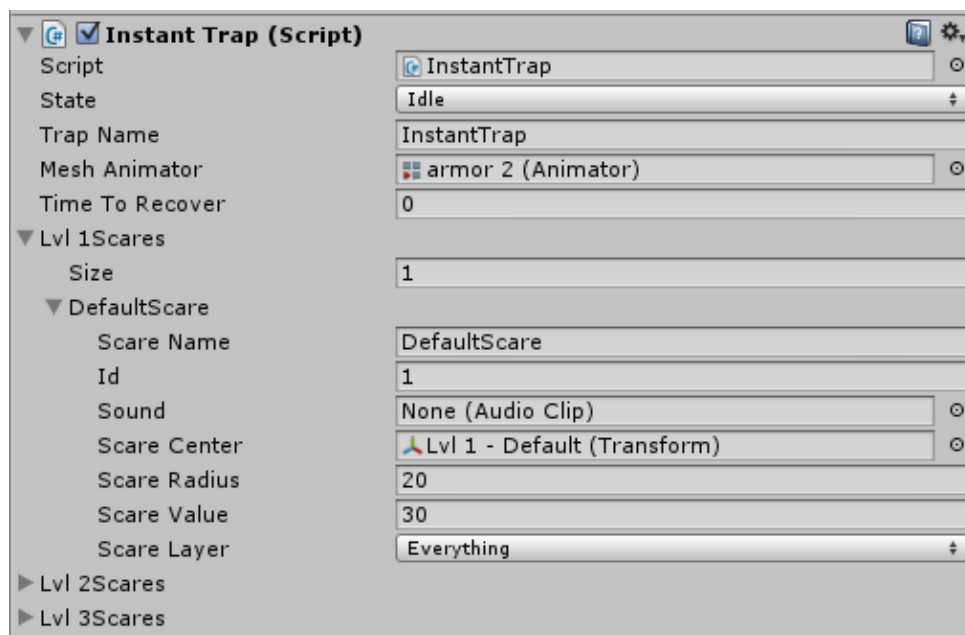 Instant Trap (Script)
Script InstantTrap
State Idle
Trap Name InstantTrap
Mesh Animator armor 2 (Animator)
Time To Recover 0
Lvl 1Scares
Size 1
DefaultScare
Scare Name DefaultScare
Id 1
Sound None (Audio Clip)
Scare Center Lvl 1 - Default (Transform)
Scare Radius 20
Scare Value 30
Scare Layer Everything
Lvl 2Scares
Lvl 3Scares